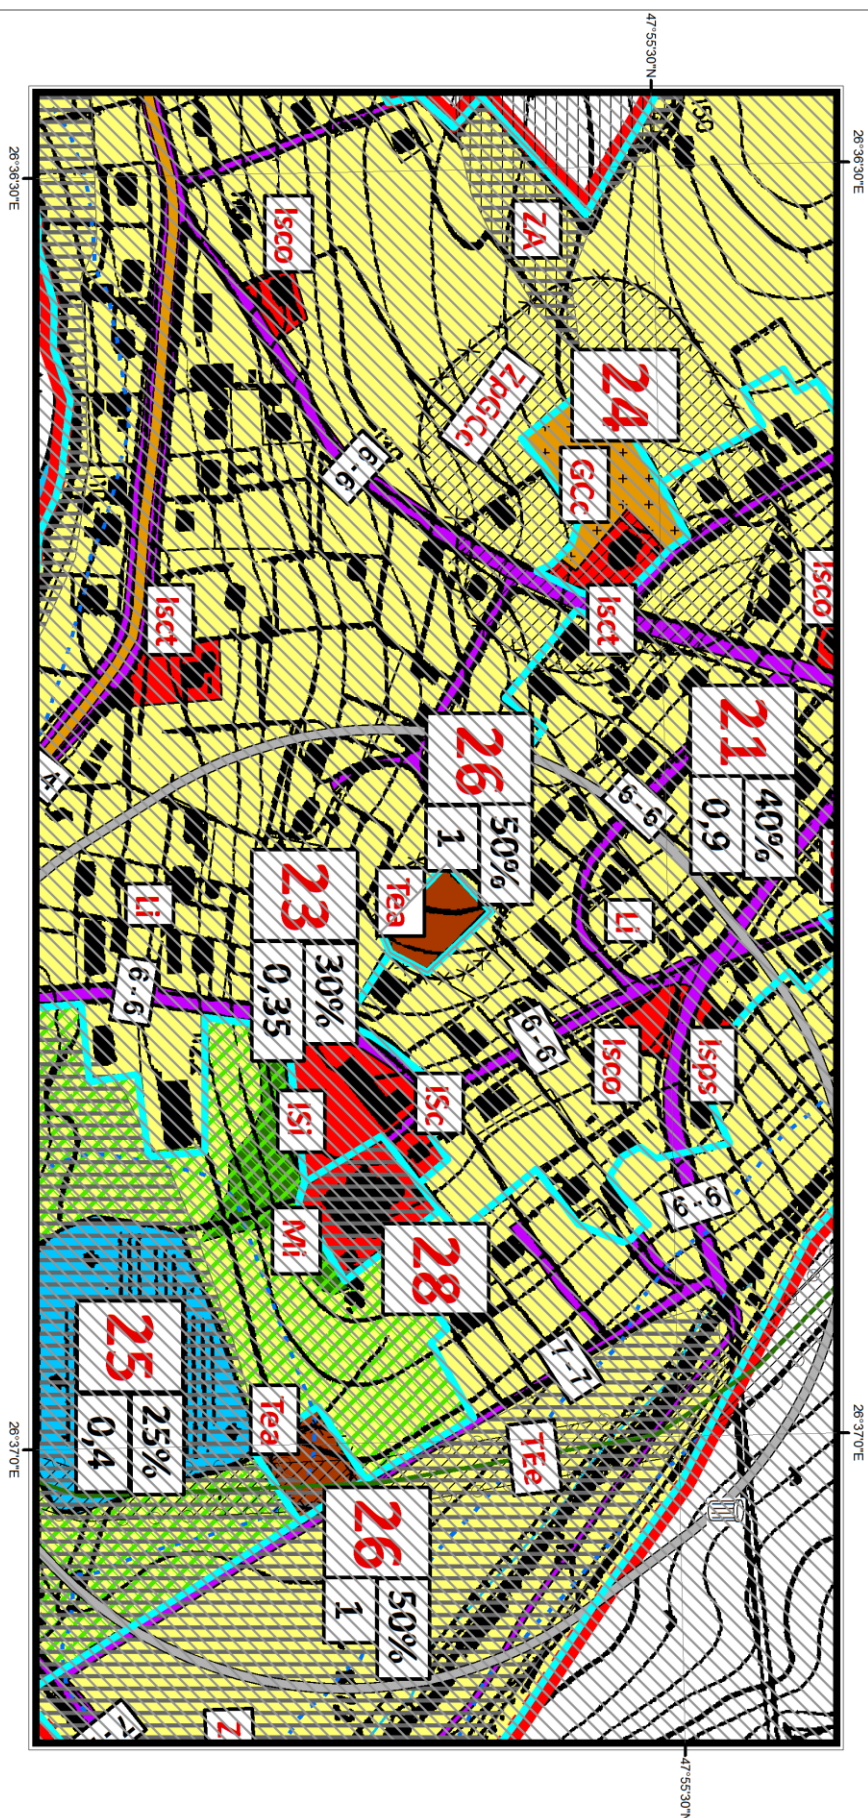 47°55'30"N
26°36'30"E
26°36'30"E
150
ZA
Isco
24
ZpGCc
GCc
6-6
Isct
Isco
Isct
21
40%
0,9
26
50%
1
6-6
4
Tea
23
30%
0,35
Li
Li
6-6
6-6
Isco
Isps
ISc
ISi
6-6
Mi
28
7-7
25
25%
0,4
Tea
TEe
26
50%
1
26°37'0"E
26°37'0"E
Z
47°55'30"N